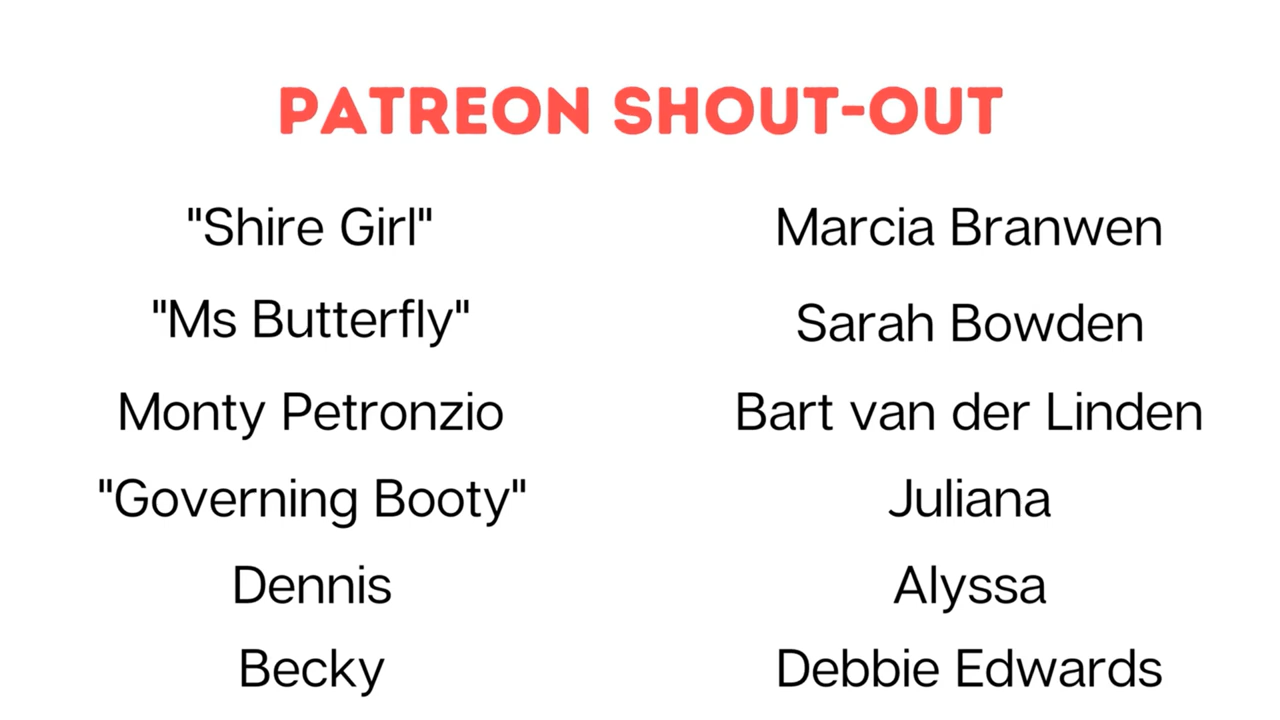 PATREON SHOUT-OUT
"Shire Girl"
"Ms Butterfly"
Monty Petronzio
"Governing Booty"
Dennis
Becky
Marcia Branwen
Sarah Bowden
Bart van der Linden
Juliana
Alyssa
Debbie Edwards